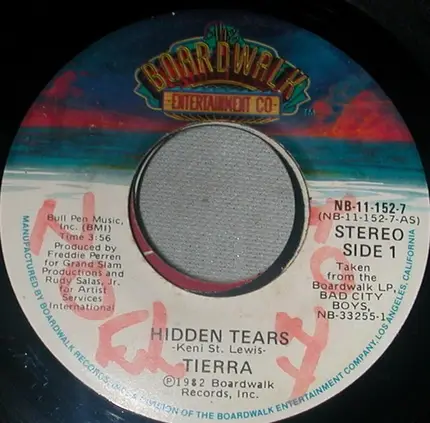 THE
BOARDWALK
-ENTERTAINMENT CO-
TM
Bull Pen Music,
Inc. (BMI)
Time 3:56
Produced by
Freddie Perren
for Grand Slam
Productions and
Rudy Salas, Jr.
for Artist
Services
International
NB-11-152-7
(NB-11-152-7-AS)
STEREO
SIDE 1
Taken
from the
Boardwalk LP,
BAD CITY
BOYS,
NB-33255-1
HIDDEN TEARS
-Keni St. Lewis-
TIERRA
Ⓟ1982 Boardwalk
Records, Inc.
MANUFACTURED BY BOARDWALK RECORDS, INC., A DIVISION OF THE BOARDWALK ENTERTAINMENT COMPANY, LOS ANGELES, CALIFORNIA